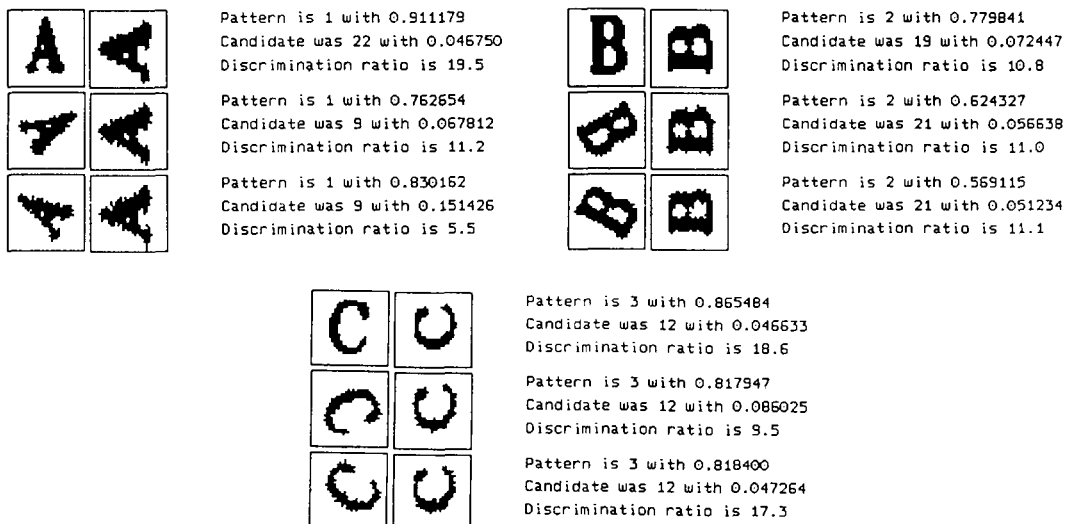 Pattern is 1 with 0.911179
Candidate was 22 with 0.046750
Discrimination ratio is 19.5
Pattern is 1 with 0.762654
Candidate was 9 with 0.067812
Discrimination ratio is 11.2
Pattern is 1 with 0.830162
Candidate was 9 with 0.151426
Discrimination ratio is 5.5
Pattern is 2 with 0.779841
Candidate was 19 with 0.072447
Discrimination ratio is 10.8
Pattern is 2 with 0.624327
Candidate was 21 with 0.056638
Discrimination ratio is 11.0
Pattern is 2 with 0.569115
Candidate was 21 with 0.051234
Discrimination ratio is 11.1
Pattern is 3 with 0.865484
Candidate was 12 with 0.046633
Discrimination ratio is 18.6
Pattern is 3 with 0.817947
Candidate was 12 with 0.086025
Discrimination ratio is 9.5
Pattern is 3 with 0.818400
Candidate was 12 with 0.047264
Discrimination ratio is 17.3
A A
A A
A A
B B
B B
B B
C C
C C
C C